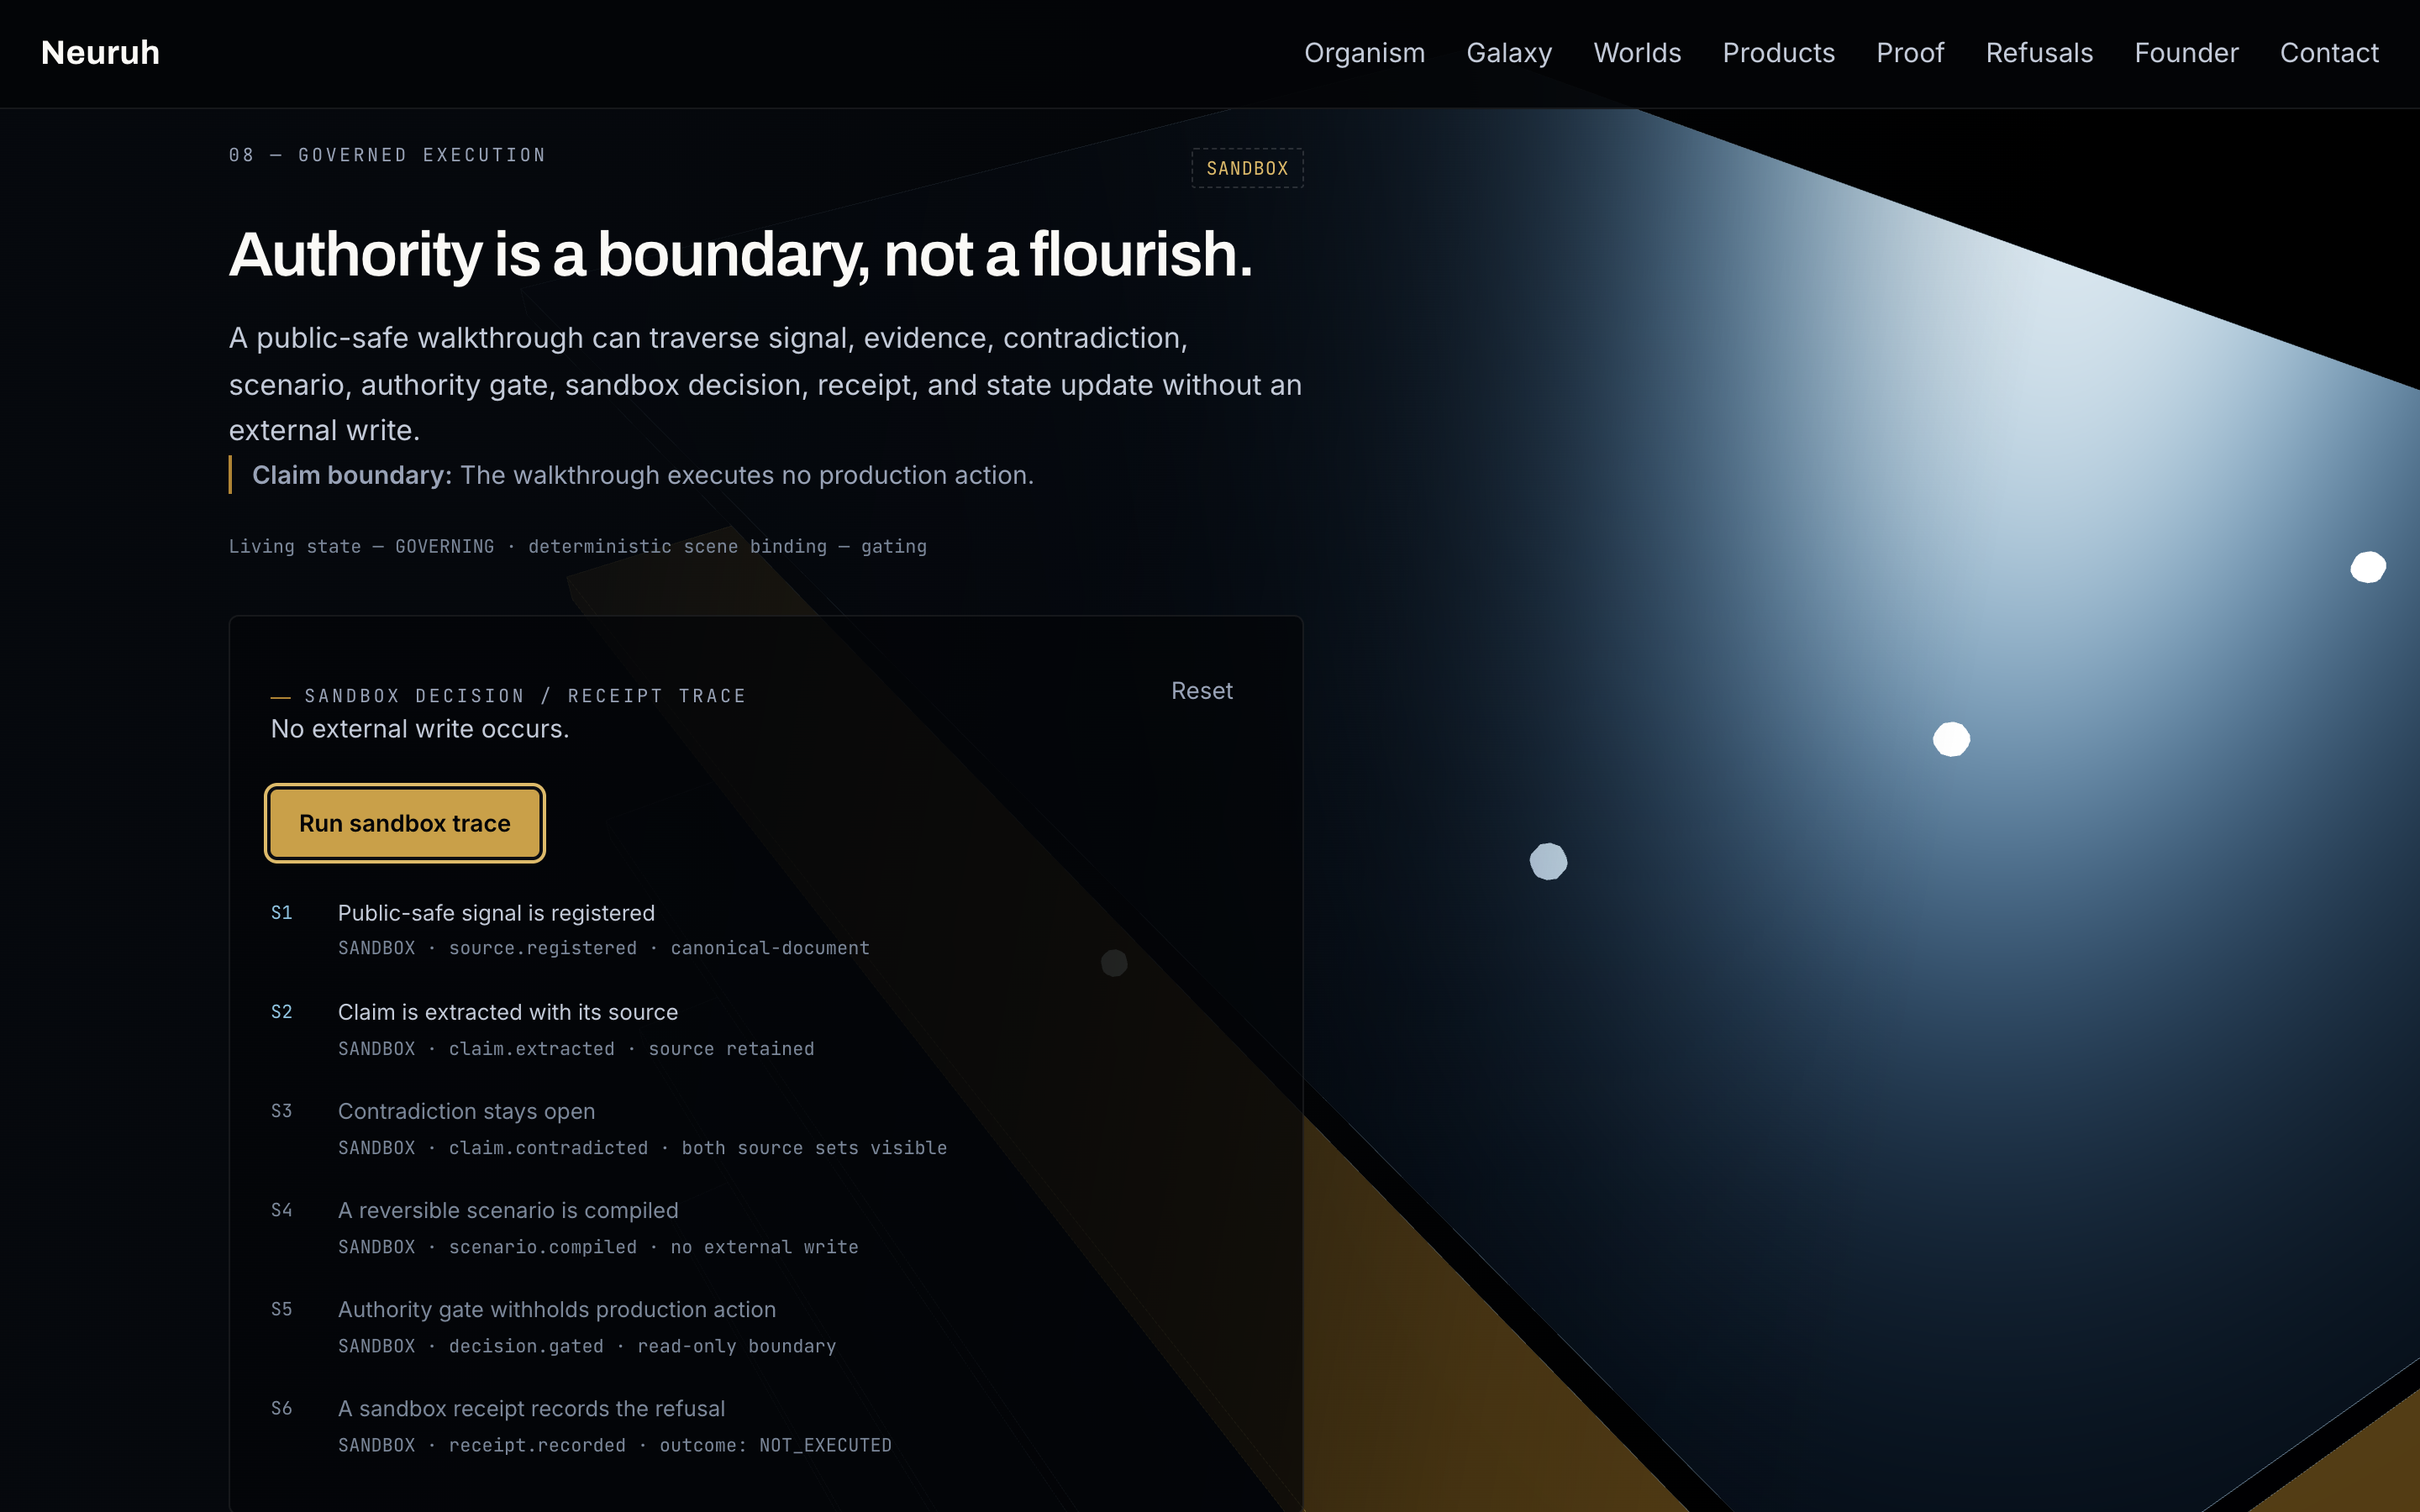 Neuruh
Organism Galaxy Worlds Products Proof Refusals Founder Contact
08 — GOVERNED EXECUTION
SANDBOX
Authority is a boundary, not a flourish.
A public-safe walkthrough can traverse signal, evidence, contradiction,
scenario, authority gate, sandbox decision, receipt, and state update without an
external write.
Claim boundary: The walkthrough executes no production action.
Living state — GOVERNING · deterministic scene binding — gating
SANDBOX DECISION / RECEIPT TRACE
Reset
No external write occurs.
Run sandbox trace
S1 Public-safe signal is registered
SANDBOX · source.registered · canonical-document
S2 Claim is extracted with its source
SANDBOX · claim.extracted · source retained
S3 Contradiction stays open
SANDBOX · claim.contradicted · both source sets visible
S4 A reversible scenario is compiled
SANDBOX · scenario.compiled · no external write
S5 Authority gate withholds production action
SANDBOX · decision.gated · read-only boundary
S6 A sandbox receipt records the refusal
SANDBOX · receipt.recorded · outcome: NOT_EXECUTED